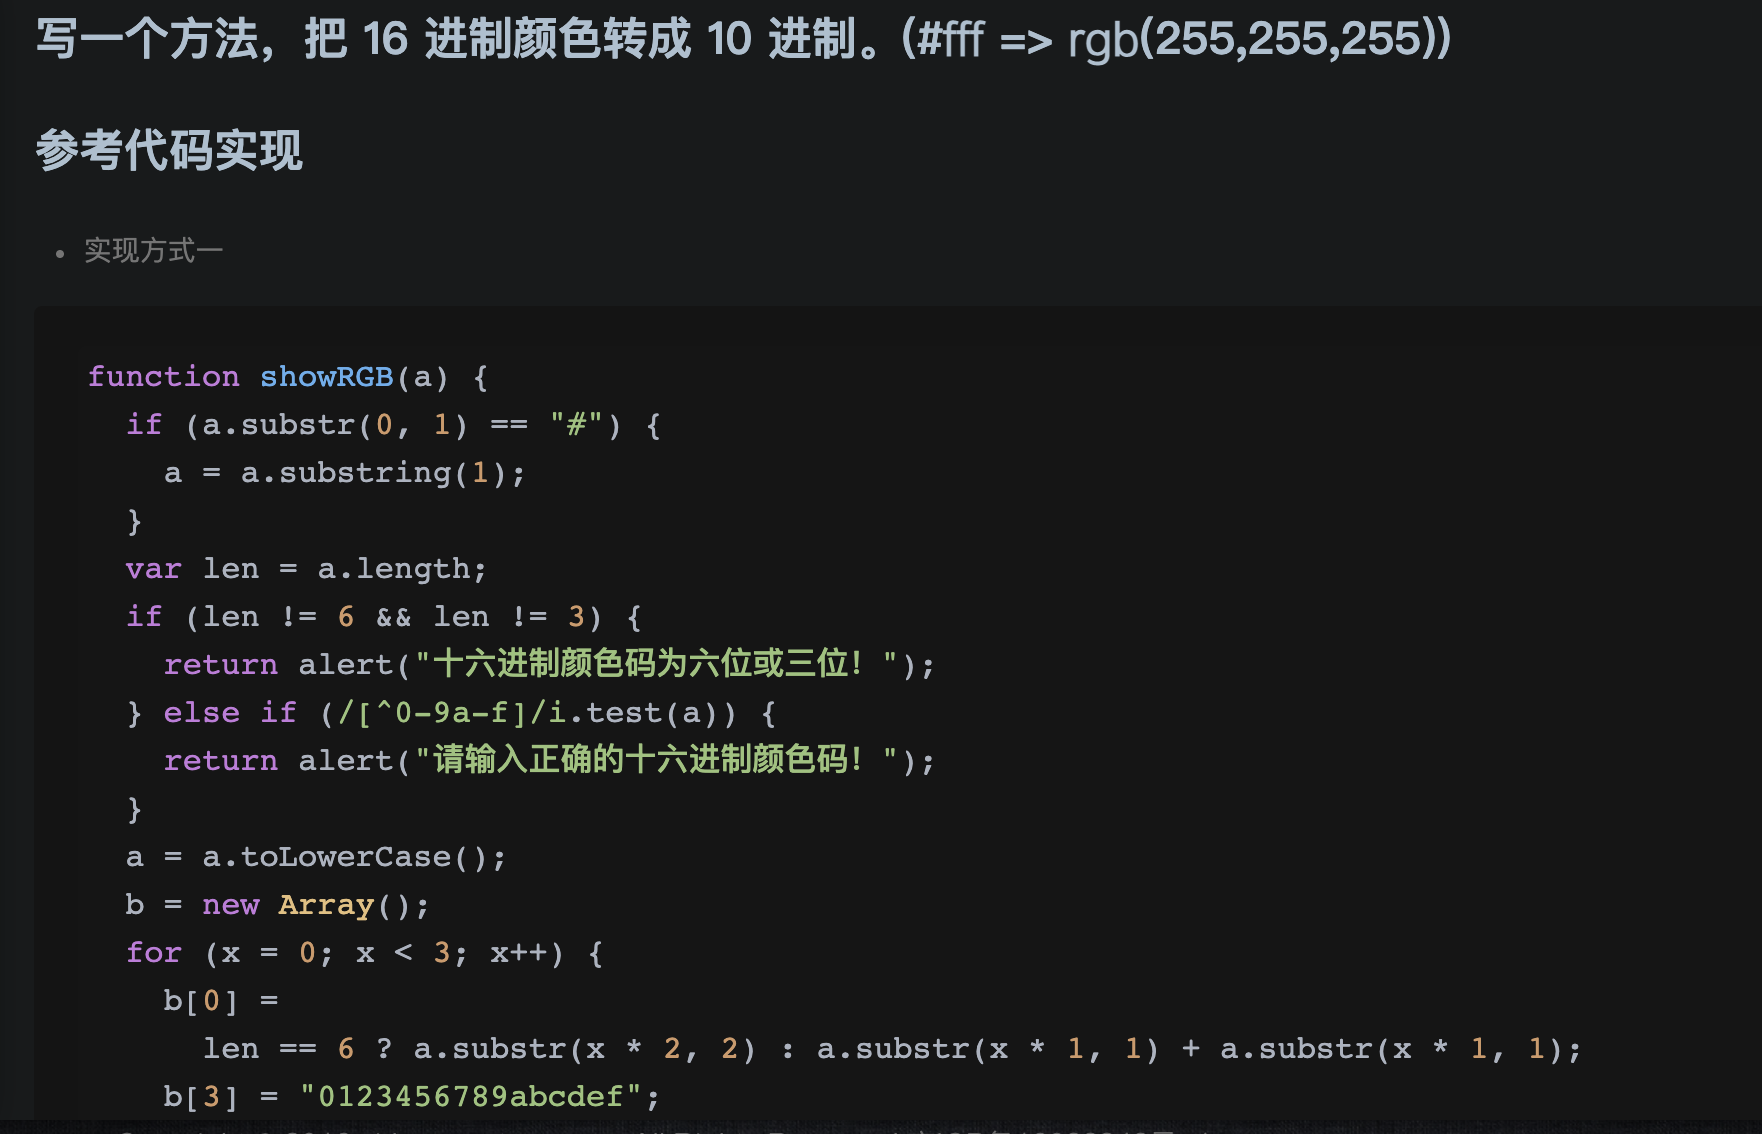 写一个方法，把 16 进制颜色转成 10 进制。(#fff => rgb(255,255,255))
参考代码实现
• 实现方式一
function showRGB(a) {
  if (a.substr(0, 1) == "#") {
    a = a.substring(1);
  }
  var len = a.length;
  if (len != 6 && len != 3) {
    return alert("十六进制颜色码为六位或三位！");
  } else if (/[^0-9a-f]/i.test(a)) {
    return alert("请输入正确的十六进制颜色码！");
  }
  a = a.toLowerCase();
  b = new Array();
  for (x = 0; x < 3; x++) {
    b[0] =
      len == 6 ? a.substr(x * 2, 2) : a.substr(x * 1, 1) + a.substr(x * 1, 1);
    b[3] = "0123456789abcdef";